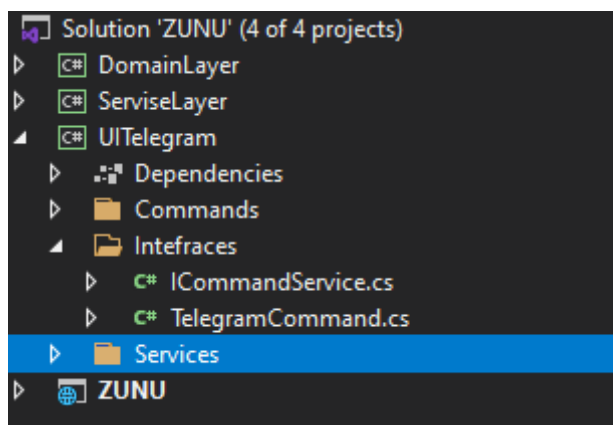 Solution 'ZUNU' (4 of 4 projects)
C# DomainLayer
C# ServiseLayer
C# UITelegram
Dependencies
Commands
Intefraces
C# ICommandService.cs
C# TelegramCommand.cs
Services
ZUNU